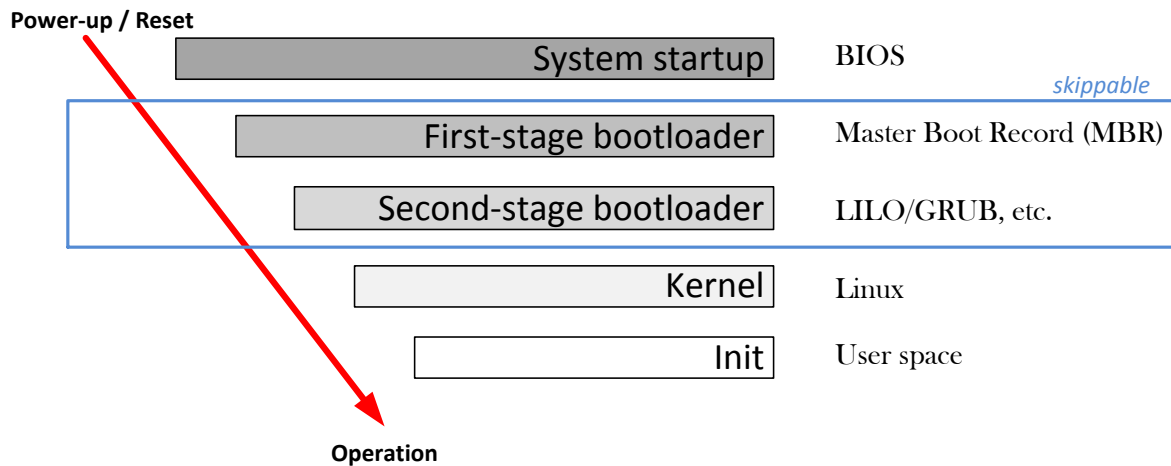 Power-up / Reset
System startup
BIOS
skippable
First-stage bootloader
Master Boot Record (MBR)
Second-stage bootloader
LILO/GRUB, etc.
Kernel
Linux
Init
User space
Operation